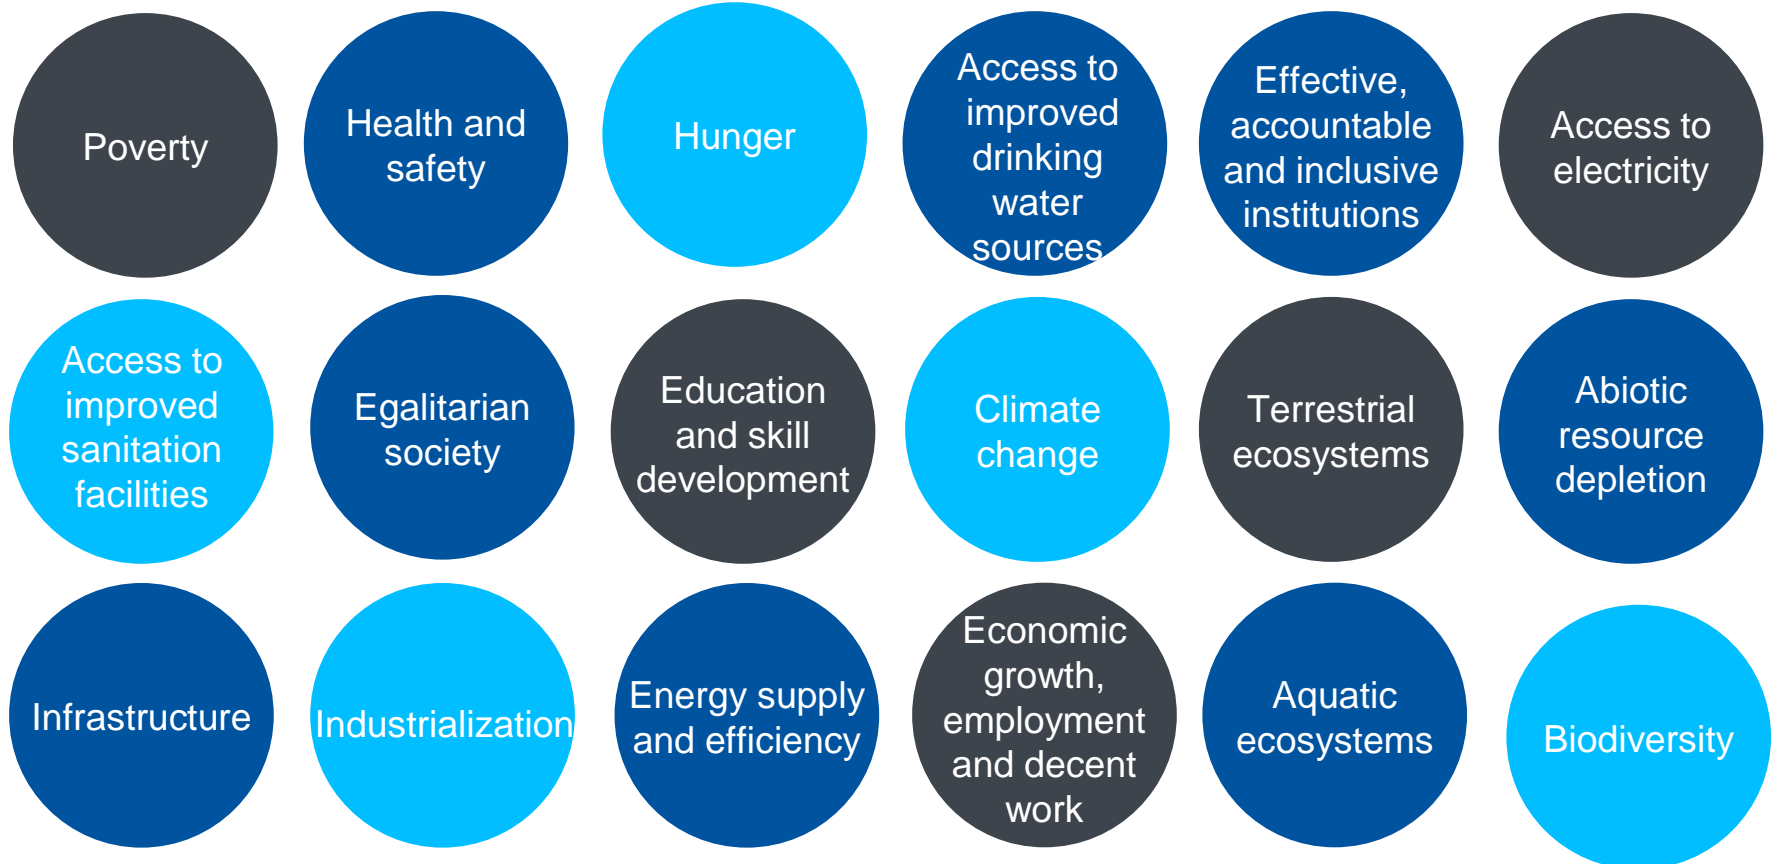 Poverty
Health and
safety
Hunger
Access to
improved
drinking
water
sources
Effective,
accountable
and inclusive
institutions
Access to
electricity
Access to
improved
sanitation
facilities
Egalitarian
society
Education
and skill
development
Climate
change
Terrestrial
ecosystems
Abiotic
resource
depletion
Infrastructure
Industrialization
Energy supply
and efficiency
Economic
growth,
employment
and decent
work
Aquatic
ecosystems
Biodiversity